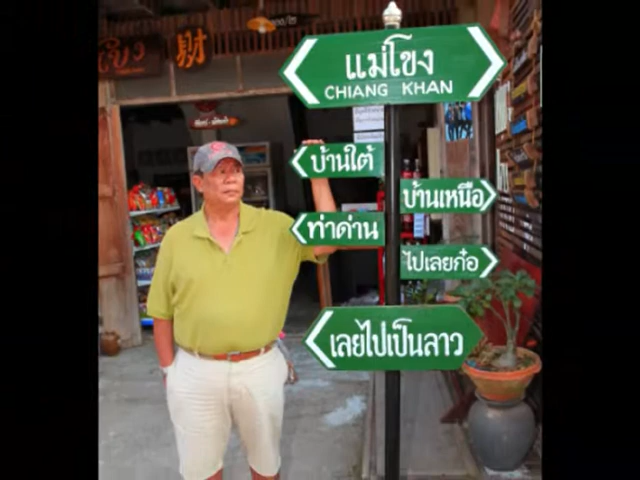 財
แม่โขง
CHIANG KHAN
บ้านใต้
บ้านเหนือ
ท่าด่าน
ไปเลยก๋อ
เลยไปเป็นลาว